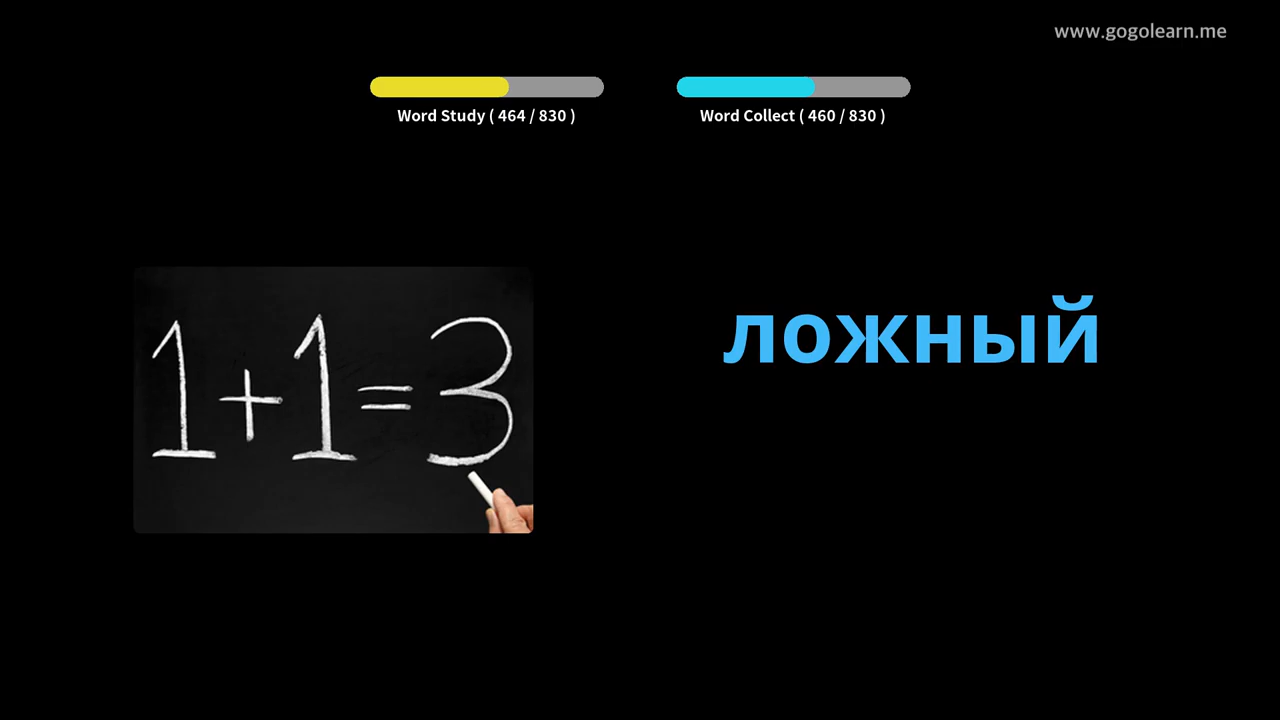 www.gogolearn.me
Word Study ( 464 / 830 )
Word Collect ( 460 / 830 )
1+1=3
ложный